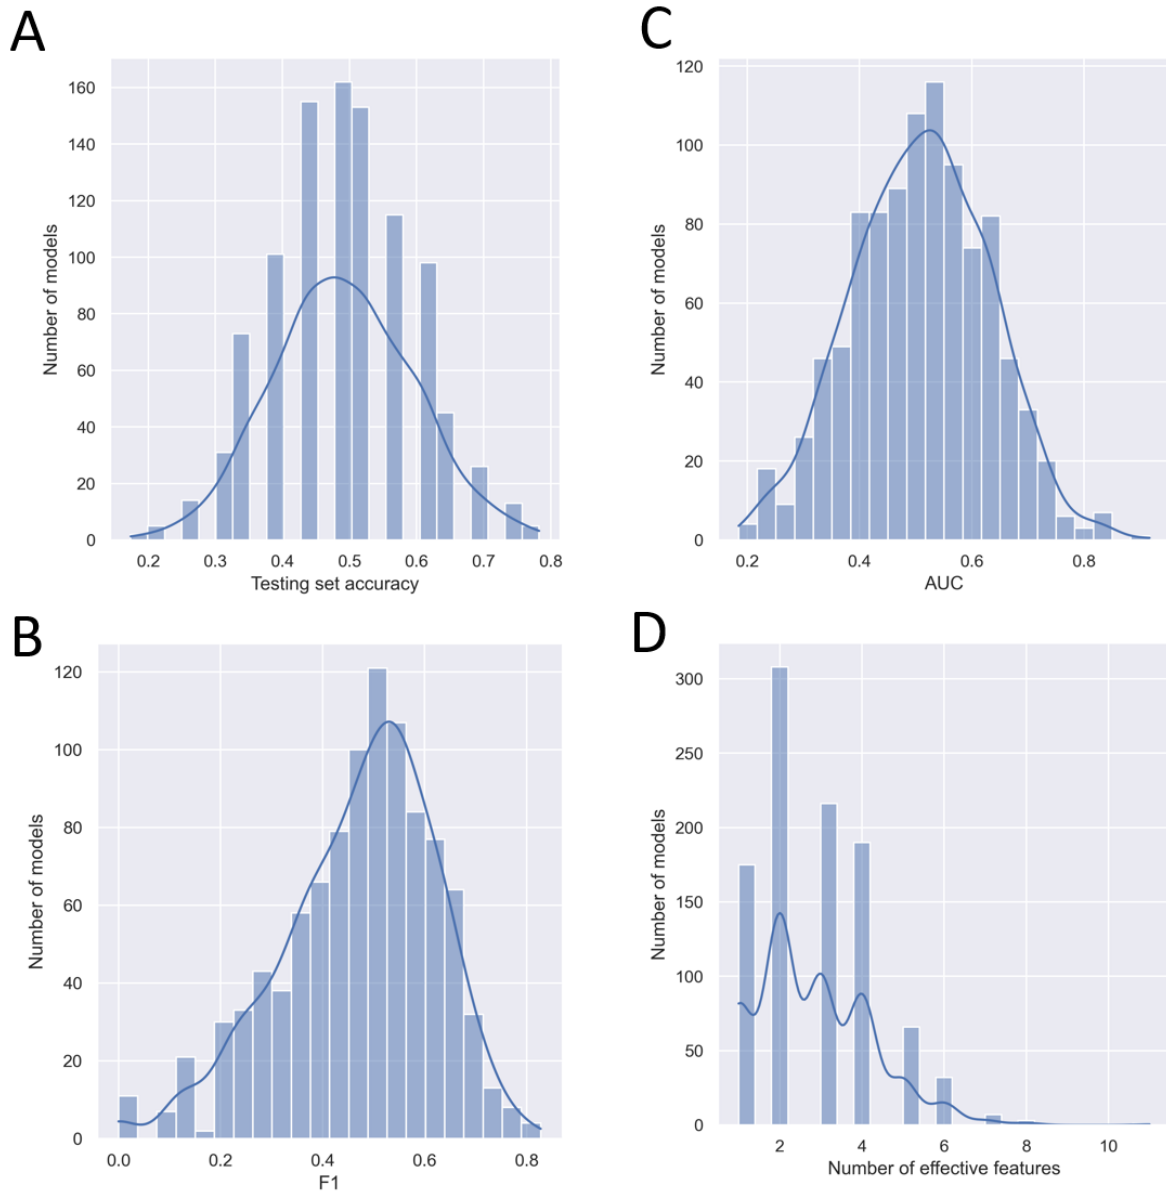 A
160
140
120
100
80
60
40
20
0
Number of models
0.2 0.3 0.4 0.5 0.6 0.7 0.8
Testing set accuracy
C
120
100
80
60
40
20
0
Number of models
0.2 0.4 0.6 0.8
AUC
B
120
100
80
60
40
20
0
Number of models
0.0 0.2 0.4 0.6 0.8
F1
D
300
250
200
150
100
50
0
Number of models
2 4 6 8 10
Number of effective features